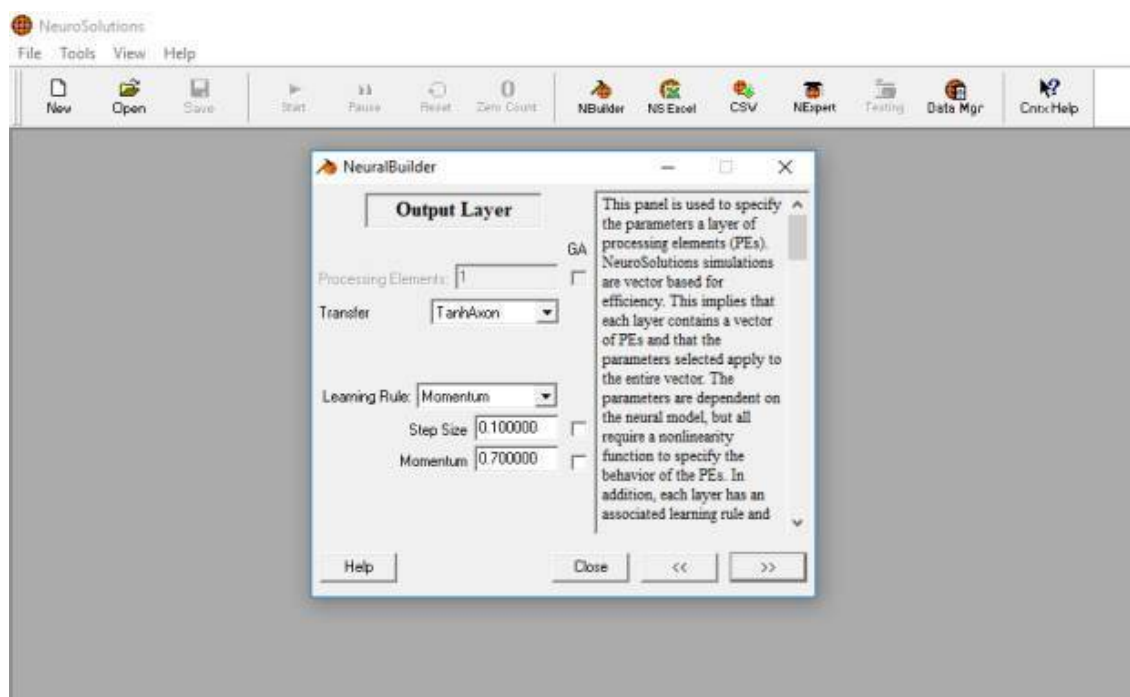 NeuroSolutions
File Tools View Help
New Open Save Start Pause Reset Zero Count NBuilder NS Excel CSV NExpert Testing Data Mgr Cntx Help
NeuralBuilder
Output Layer
GA
Processing Elements: 1
Transfer TanhAxon
Learning Rule: Momentum
Step Size 0.100000
Momentum 0.700000
This panel is used to specify
the parameters a layer of
processing elements (PEs).
NeuroSolutions simulations
are vector based for
efficiency. This implies that
each layer contains a vector
of PEs and that the
parameters selected apply to
the entire vector. The
parameters are dependent on
the neural model, but all
require a nonlinearity
function to specify the
behavior of the PEs. In
addition, each layer has an
associated learning rule and
Help Close << >>